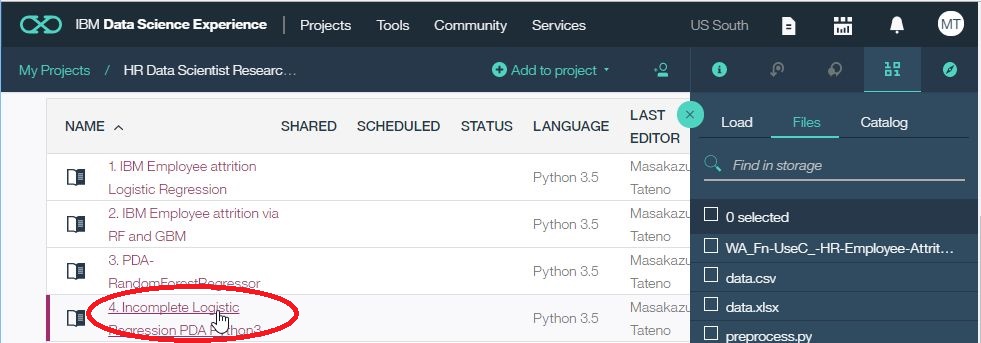 IBM Data Science Experience Projects Tools Community Services US South MT
My Projects / HR Data Scientist Researc… Add to project
NAME SHARED SCHEDULED STATUS LANGUAGE LAST EDITOR
1. IBM Employee attrition
Logistic Regression
Python 3.5
Masakazu
Tateno
2. IBM Employee attrition via
RF and GBM
Python 3.5
Masakazu
Tateno
3. PDA-
RandomForestRegressor
Python 3.5
Masakazu
Tateno
4. Incomplete Logistic
Regression PDA Python3
Python 3.5
Masakazu
Tateno
Load Files Catalog
Find in storage
0 selected
WA_Fn-UseC_-HR-Employee-Attrit…
data.csv
data.xlsx
preprocess.py